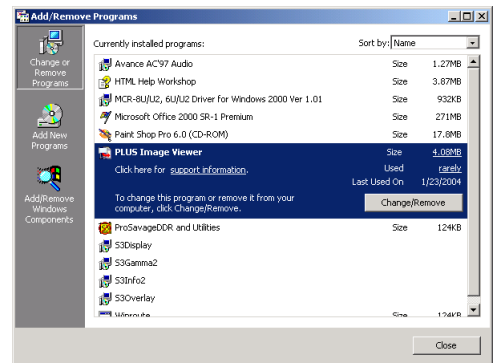 Add/Remove Programs
Change or
Remove
Programs
Add New
Programs
Add/Remove
Windows
Components
Currently installed programs:
Sort by: Name
Avance AC'97 Audio Size 1.27MB
HTML Help Workshop Size 3.87MB
MCR-8U/U2, 6U/U2 Driver for Windows 2000 Ver 1.01 Size 932KB
Microsoft Office 2000 SR-1 Premium Size 271MB
Paint Shop Pro 6.0 (CD-ROM) Size 17.8MB
PLUS Image Viewer Size 4.08MB
Click here for support information. Used rarely
Last Used On 1/23/2004
To change this program or remove it from your
computer, click Change/Remove.
Change/Remove
ProSavageDDR and Utilities Size 124KB
S3Display
S3Gamma2
S3Info2
S3Overlay
Winroute Size 124KB
Close